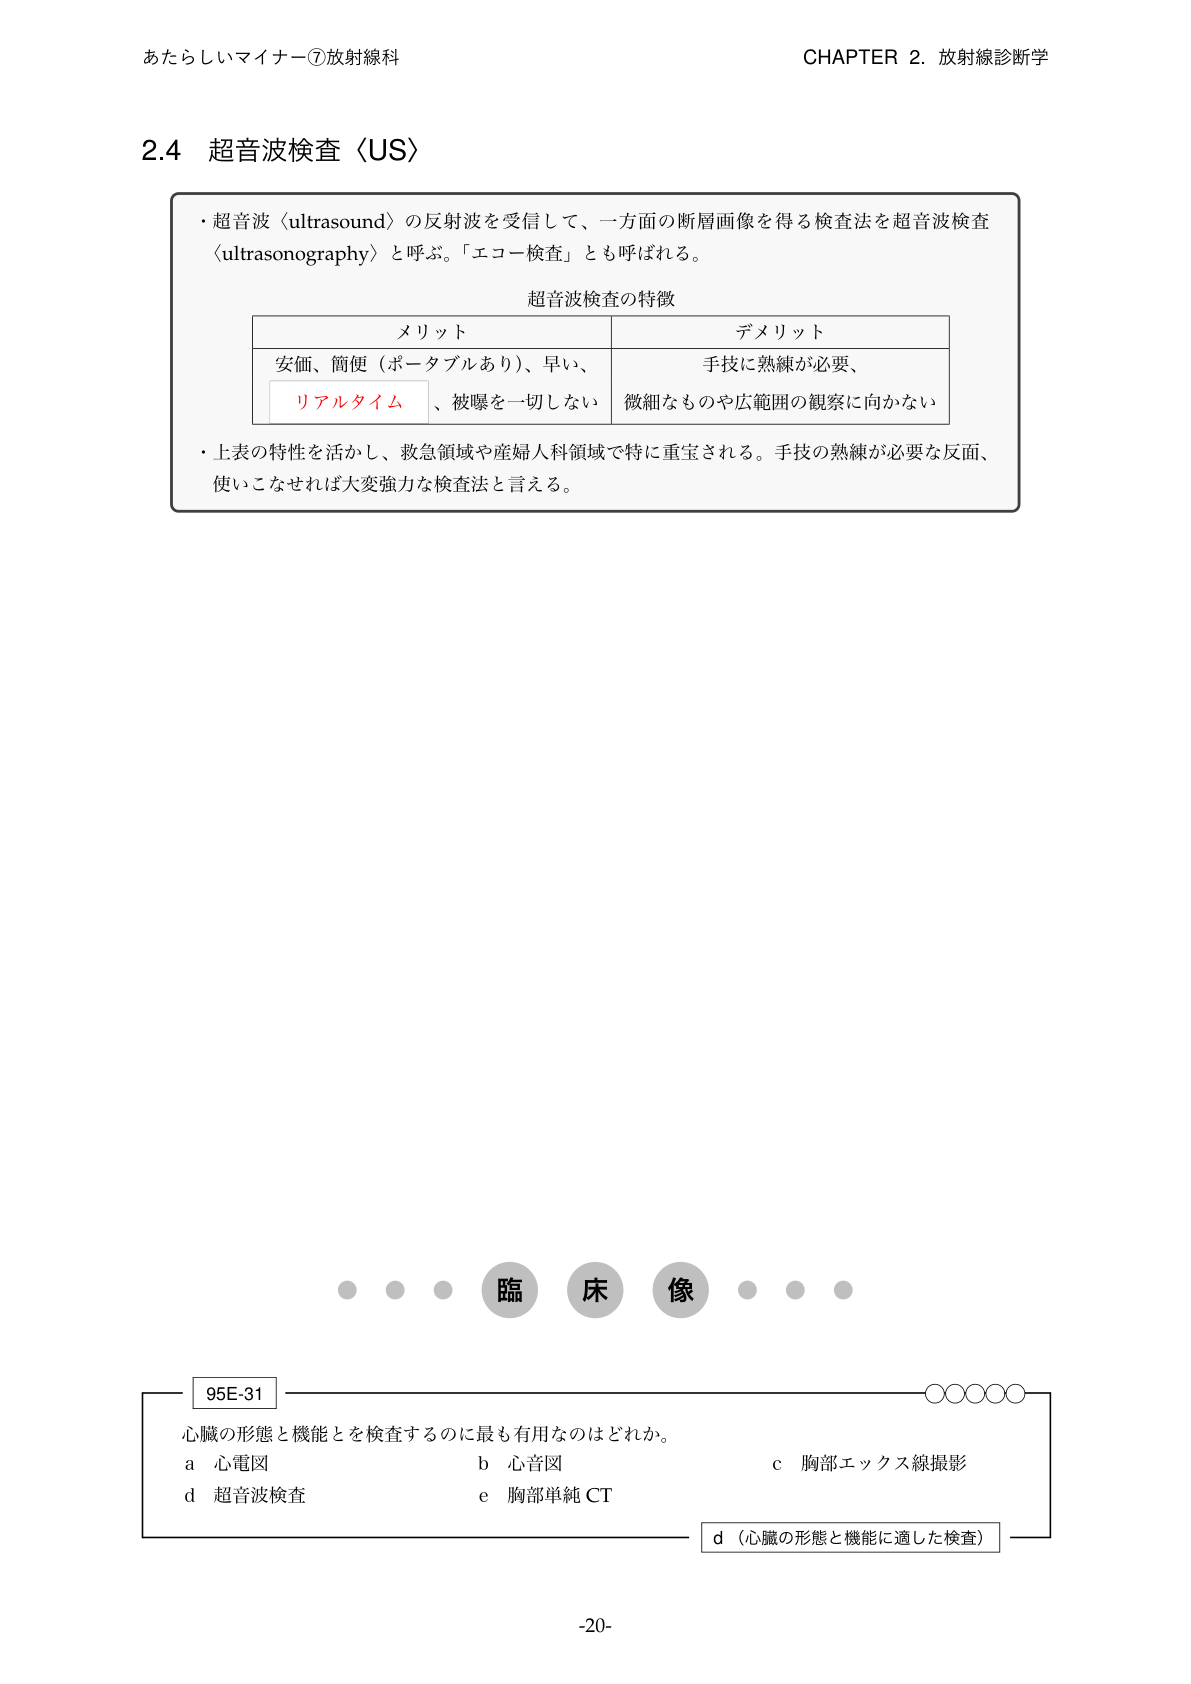 あたらしいマイナー⑦放射線科
CHAPTER 2. 放射線診断学
2.4 超音波検査〈US〉
・超音波〈ultrasound〉の反射波を受信して、一方面の断層画像を得る検査法を超音波検査
〈ultrasonography〉と呼ぶ。「エコー検査」とも呼ばれる。
超音波検査の特徴
メリット デメリット
安価、簡便（ポータブルあり）、早い、 手技に熟練が必要、
リアルタイム 、被曝を一切しない 微細なものや広範囲の観察に向かない
・上表の特性を活かし、救急領域や産婦人科領域で特に重宝される。手技の熟練が必要な反面、
使いこなせれば大変強力な検査法と言える。
臨 床 像
95E-31
心臓の形態と機能とを検査するのに最も有用なのはどれか。
a 心電図 b 心音図 c 胸部エックス線撮影
d 超音波検査 e 胸部単純 CT
d （心臓の形態と機能に適した検査）
-20-